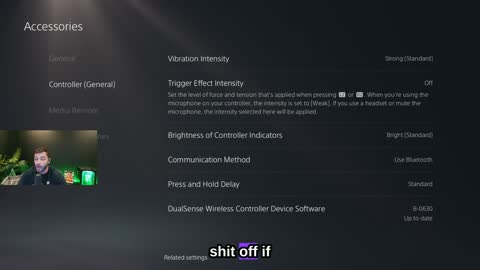 Accessories
General
Controller (General)
Media Remote
Vibration Intensity
Strong (Standard)
Trigger Effect Intensity
Off
Set the level of force and tension that's applied when pressing L2 or R2. When you're using the
microphone on your controller, the intensity is set to [Weak]. If you use a headset or mute the
microphone, the intensity selected here will be applied.
Brightness of Controller Indicators
Bright (Standard)
Communication Method
Use Bluetooth
Press and Hold Delay
Standard
DualSense Wireless Controller Device Software
B-0630
Up to date
shit off if
Related settings